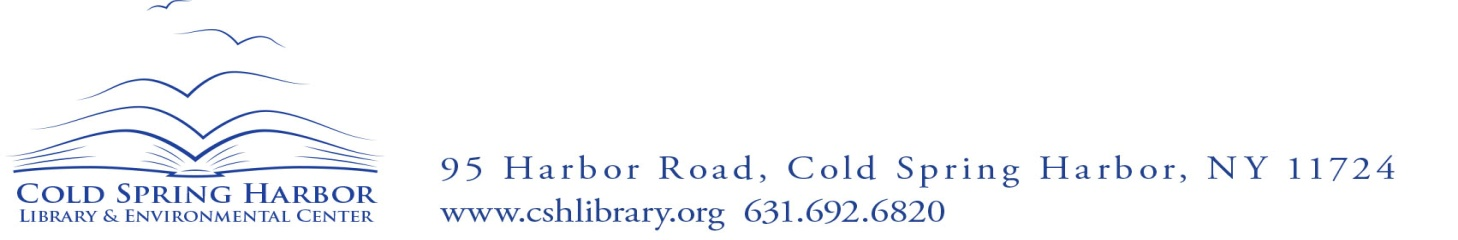 COLD SPRING HARBOR
LIBRARY & ENVIRONMENTAL CENTER
95 Harbor Road, Cold Spring Harbor, NY 11724
www.cshlibrary.org 631.692.6820